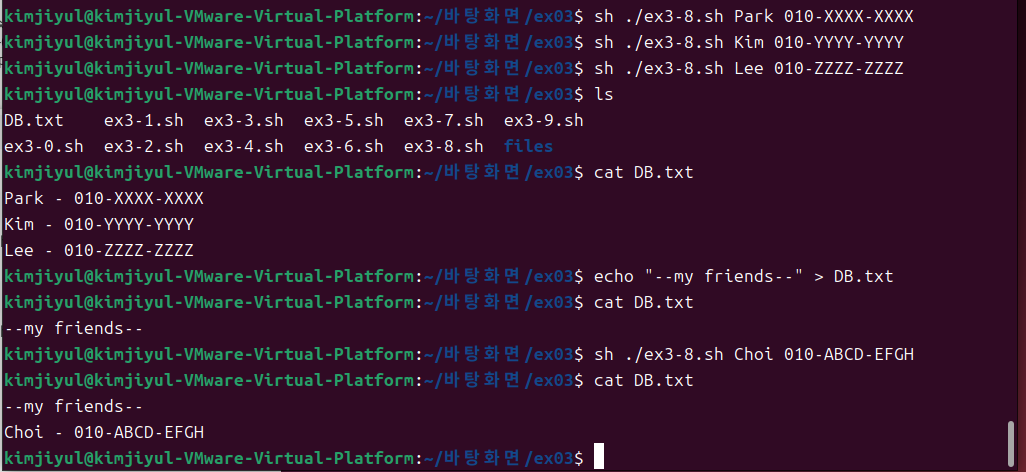 kimjiyul@kimjiyul-VMware-Virtual-Platform:~/바탕화면/ex03$ sh ./ex3-8.sh Park 010-XXXX-XXXX
kimjiyul@kimjiyul-VMware-Virtual-Platform:~/바탕화면/ex03$ sh ./ex3-8.sh Kim 010-YYYY-YYYY
kimjiyul@kimjiyul-VMware-Virtual-Platform:~/바탕화면/ex03$ sh ./ex3-8.sh Lee 010-ZZZZ-ZZZZ
kimjiyul@kimjiyul-VMware-Virtual-Platform:~/바탕화면/ex03$ ls
DB.txt    ex3-1.sh  ex3-3.sh  ex3-5.sh  ex3-7.sh  ex3-9.sh
ex3-0.sh  ex3-2.sh  ex3-4.sh  ex3-6.sh  ex3-8.sh  files
kimjiyul@kimjiyul-VMware-Virtual-Platform:~/바탕화면/ex03$ cat DB.txt
Park - 010-XXXX-XXXX
Kim - 010-YYYY-YYYY
Lee - 010-ZZZZ-ZZZZ
kimjiyul@kimjiyul-VMware-Virtual-Platform:~/바탕화면/ex03$ echo "--my friends--" > DB.txt
kimjiyul@kimjiyul-VMware-Virtual-Platform:~/바탕화면/ex03$ cat DB.txt
--my friends--
kimjiyul@kimjiyul-VMware-Virtual-Platform:~/바탕화면/ex03$ sh ./ex3-8.sh Choi 010-ABCD-EFGH
kimjiyul@kimjiyul-VMware-Virtual-Platform:~/바탕화면/ex03$ cat DB.txt
--my friends--
Choi - 010-ABCD-EFGH
kimjiyul@kimjiyul-VMware-Virtual-Platform:~/바탕화면/ex03$